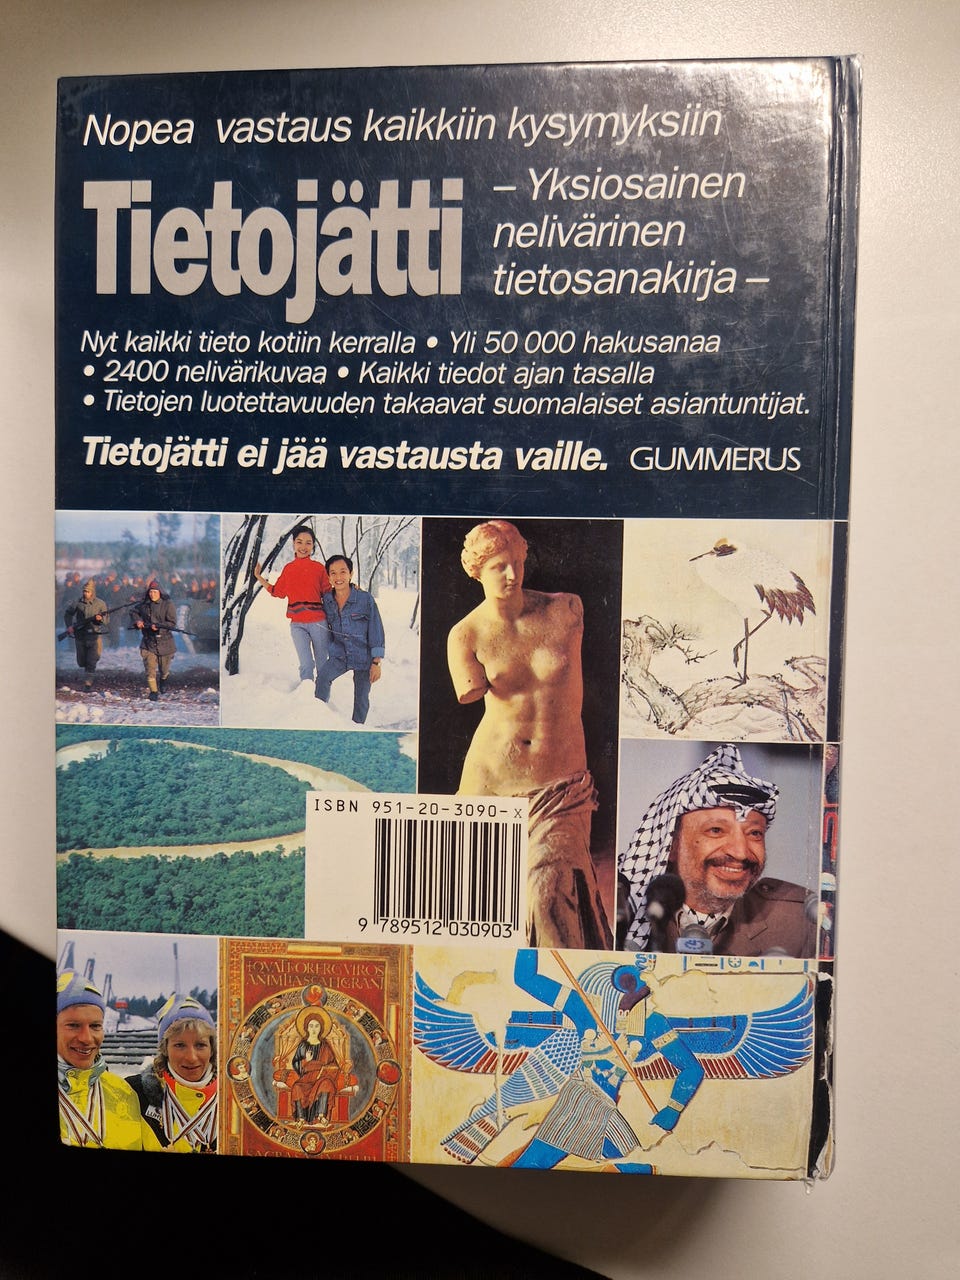 Nopea vastaus kaikkiin kysymyksiin
Tietojätti
– Yksiosainen
nelivärinen
tietosanakirja –
Nyt kaikki tieto kotiin kerralla • Yli 50 000 hakusanaa
• 2400 nelivärikuvaa • Kaikki tiedot ajan tasalla
• Tietojen luotettavuuden takaavat suomalaiset asiantuntijat.
Tietojätti ei jää vastausta vaille. GUMMERUS
ISBN 951-20-3090-X
9 789512 030903